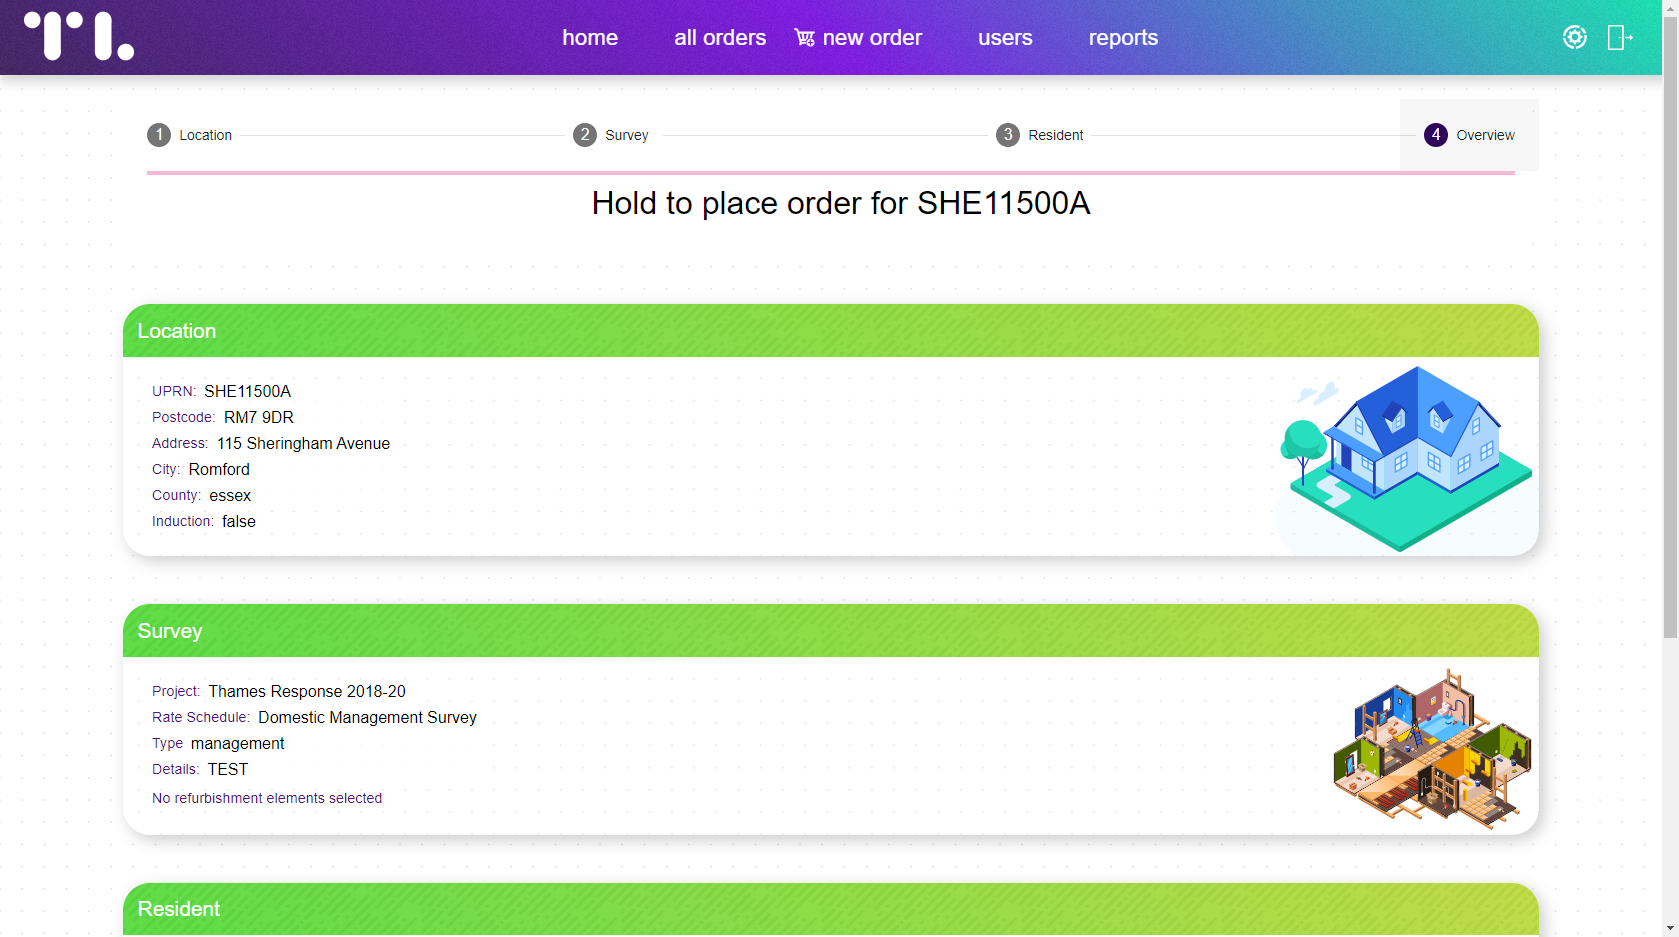 TI.
home all orders new order users reports
1 Location 2 Survey 3 Resident 4 Overview
Hold to place order for SHE11500A
Location
UPRN: SHE11500A
Postcode: RM7 9DR
Address: 115 Sheringham Avenue
City: Romford
County: essex
Induction: false
Survey
Project: Thames Response 2018-20
Rate Schedule: Domestic Management Survey
Type management
Details: TEST
No refurbishment elements selected
Resident